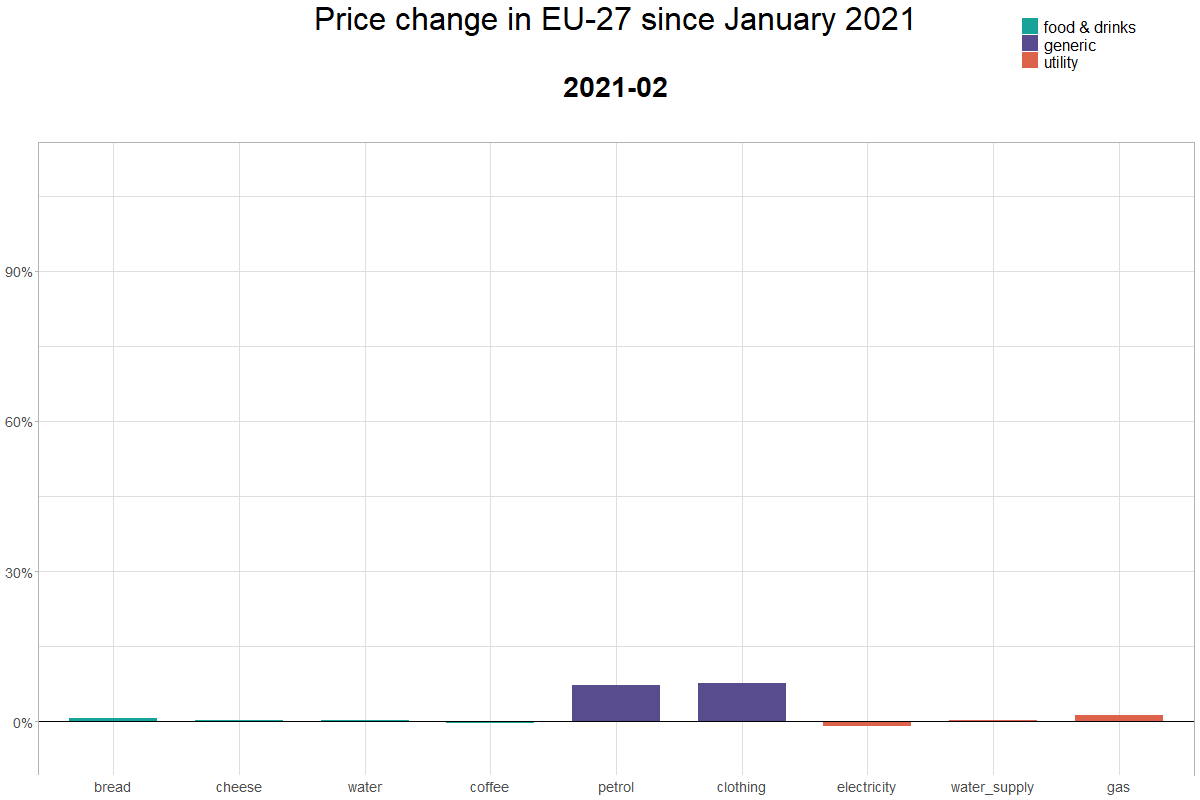 Price change in EU-27 since January 2021
food & drinks
generic
utility
2021-02
90%
60%
30%
0%
bread cheese water coffee petrol clothing electricity water_supply gas